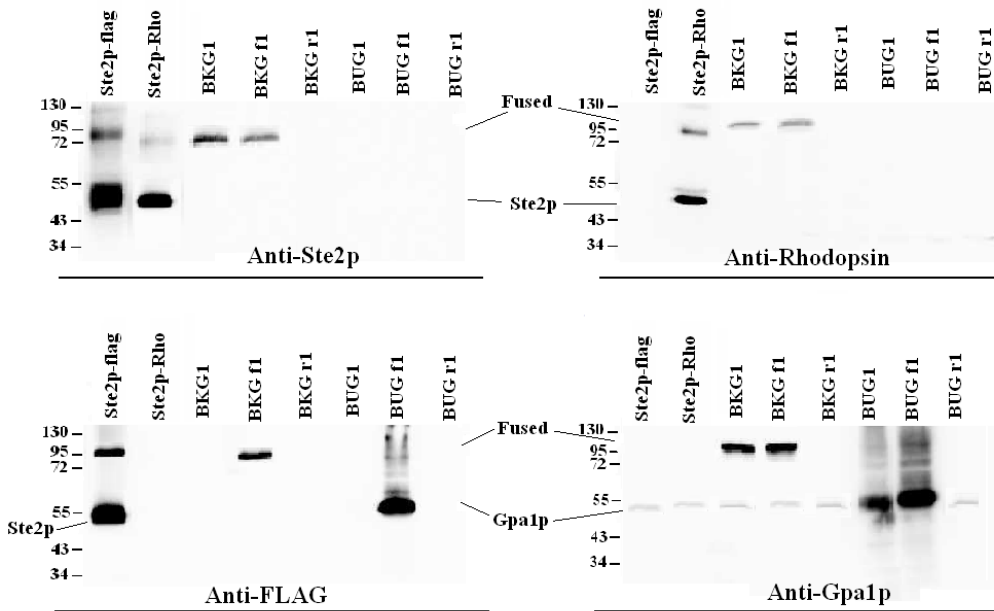 Ste2p-flag
Ste2p-Rho
BKG1
BKG f1
BKG r1
BUG1
BUG f1
BUG r1
130
95
72
55
43
34
Anti-Ste2p
Fused
Ste2p
Ste2p-flag
Ste2p-Rho
BKG1
BKG f1
BKG r1
BUG1
BUG f1
BUG r1
130
95
72
55
43
34
Anti-Rhodopsin
Ste2p-flag
Ste2p-Rho
BKG1
BKG f1
BKG r1
BUG1
BUG f1
BUG r1
130
95
72
55
43
34
Ste2p
Anti-FLAG
Fused
Gpa1p
Ste2p-flag
Ste2p-Rho
BKG1
BKG f1
BKG r1
BUG1
BUG f1
BUG r1
130
95
72
55
43
34
Anti-Gpa1p